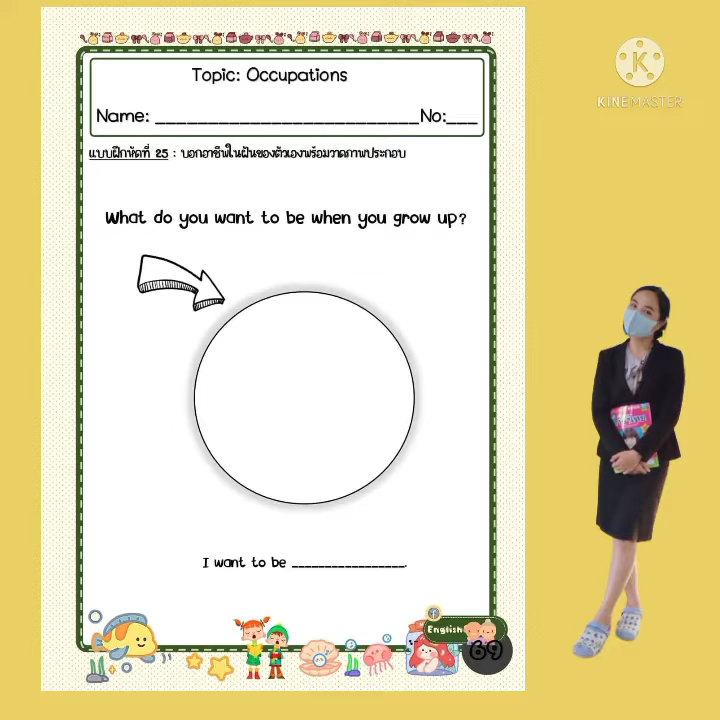 Topic: Occupations
Name: ________________________No:___
แบบฝึกหัดที่ 25 : บอกอาชีพในฝันของตัวเองพร้อมวาดภาพประกอบ
What do you want to be when you grow up?
I want to be _________________.
English
69
K
KINEMASTER